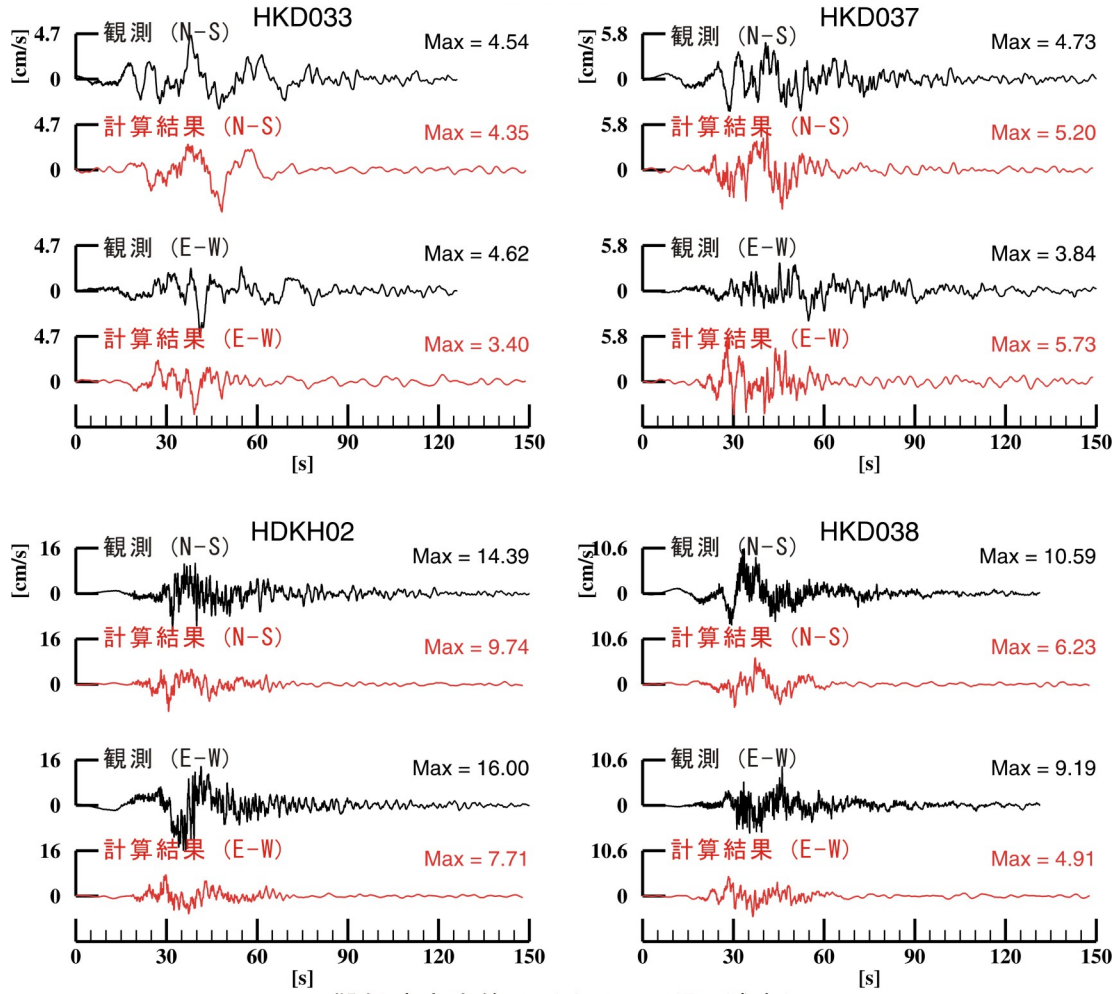 HKD033
[cm/s]
4.7
観測 (N-S)
Max = 4.54
0
4.7
計算結果 (N-S)
Max = 4.35
0
4.7
観測 (E-W)
Max = 4.62
0
4.7
計算結果 (E-W)
Max = 3.40
0
0 30 60 90 120 150
[s]
HKD037
[cm/s]
5.8
観測 (N-S)
Max = 4.73
0
5.8
計算結果 (N-S)
Max = 5.20
0
5.8
観測 (E-W)
Max = 3.84
0
5.8
計算結果 (E-W)
Max = 5.73
0
0 30 60 90 120 150
[s]
HDKH02
[cm/s]
16
観測 (N-S)
Max = 14.39
0
16
計算結果 (N-S)
Max = 9.74
0
16
観測 (E-W)
Max = 16.00
0
16
計算結果 (E-W)
Max = 7.71
0
0 30 60 90 120 150
[s]
HKD038
[cm/s]
10.6
観測 (N-S)
Max = 10.59
0
10.6
計算結果 (N-S)
Max = 6.23
0
10.6
観測 (E-W)
Max = 9.19
0
10.6
計算結果 (E-W)
Max = 4.91
0
0 30 60 90 120 150
[s]